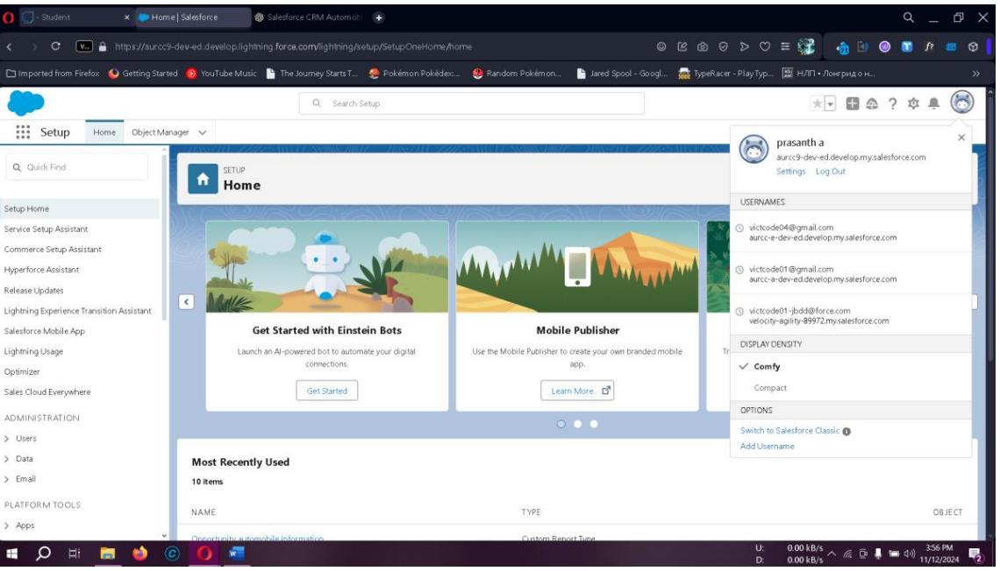 - Student
Home | Salesforce
Salesforce CRM Automobi
https://aurcc9-dev-ed.develop.lightning.force.com/lightning/setup/SetupOneHome/home
Imported from Firefox
Getting Started
YouTube Music
The Journey Starts T...
Pokémon Pokédex:...
Random Pokémon...
Jared Spool - Googl...
TypeRacer - Play Typ...
НЛП • Лонгрид о н...
Search Setup
Setup
Home
Object Manager
Quick Find
Setup Home
Service Setup Assistant
Commerce Setup Assistant
Hyperforce Assistant
Release Updates
Lightning Experience Transition Assistant
Salesforce Mobile App
Lightning Usage
Optimizer
Sales Cloud Everywhere
ADMINISTRATION
Users
Data
Email
PLATFORM TOOLS
Apps
SETUP
Home
Get Started with Einstein Bots
Launch an AI-powered bot to automate your digital
connections.
Get Started
Mobile Publisher
Use the Mobile Publisher to create your own branded mobile
app.
Learn More
Tr
Most Recently Used
10 items
NAME
TYPE
OBJECT
Opportunity automobile information
Custom Report Type
prasanth a
aurcc9-dev-ed.develop.my.salesforce.com
Settings
Log Out
USERNAMES
victcode04@gmail.com
aurcc-e-dev-ed.develop.my.salesforce.com
victcode01@gmail.com
aurcc-a-dev-ed.develop.my.salesforce.com
victcode01-jbdd@force.com
velocity-agility-89972.my.salesforce.com
DISPLAY DENSITY
Comfy
Compact
OPTIONS
Switch to Salesforce Classic
Add Username
U: 0.00 kB/s
D: 0.00 kB/s
3:56 PM
11/12/2024